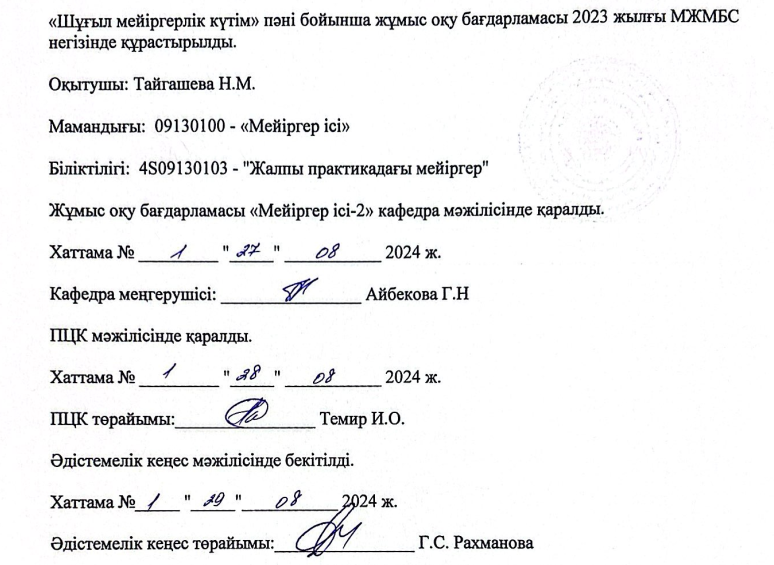 «Шұғыл мейіргерлік күтім» пәні бойынша жұмыс оқу бағдарламасы 2023 жылғы МЖМБС
негізінде құрастырылды.
Оқытушы: Тайгашева Н.М.
Мамандығы: 09130100 - «Мейіргер ісі»
Біліктілігі: 4S09130103 - "Жалпы практикадағы мейіргер"
Жұмыс оқу бағдарламасы «Мейіргер ісі-2» кафедра мәжілісінде қаралды.
Хаттама № 1 "27" 08 2024 ж.
Кафедра меңгерушісі: Айбекова Г.Н
ПЦК мәжілісінде қаралды.
Хаттама № 1 "28" 08 2024 ж.
ПЦК төрайымы: Темир И.О.
Әдістемелік кеңес мәжілісінде бекітілді.
Хаттама № 1 "29" 08 2024 ж.
Әдістемелік кеңес төрайымы: Г.С. Рахманова